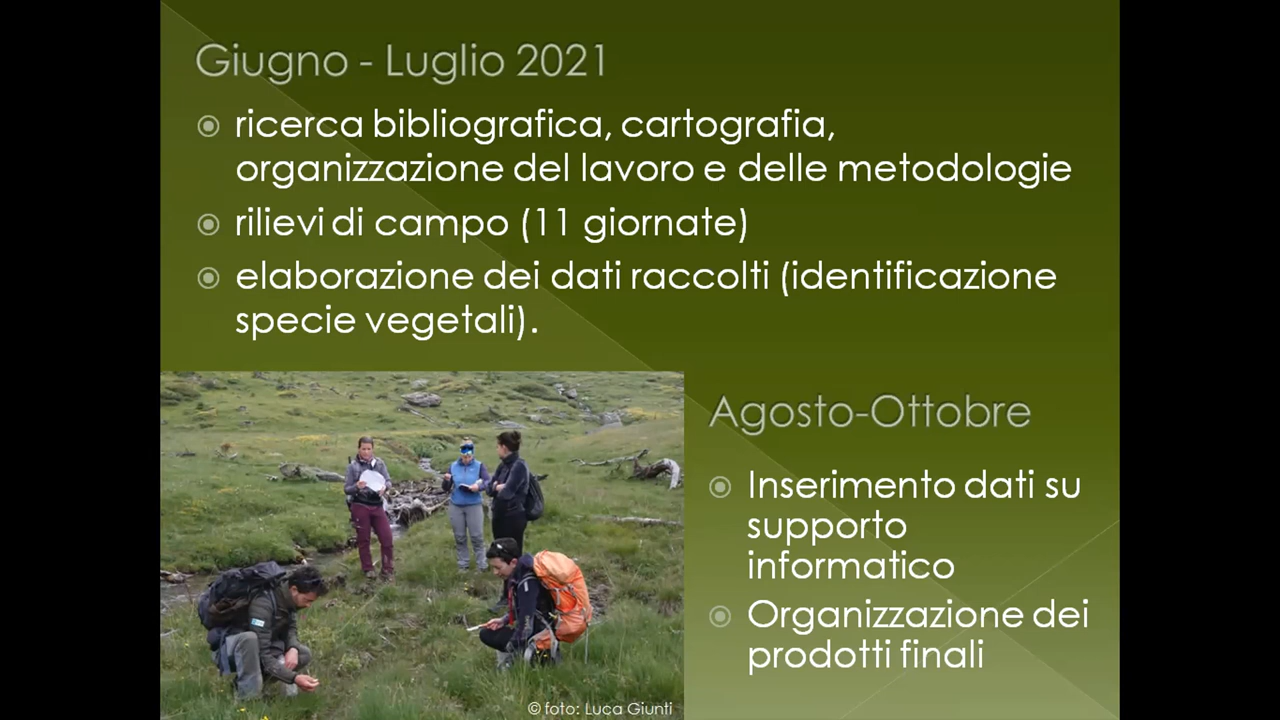 Giugno - Luglio 2021
ricerca bibliografica, cartografia,
organizzazione del lavoro e delle metodologie
rilievi di campo (11 giornate)
elaborazione dei dati raccolti (identificazione
specie vegetali).
Agosto-Ottobre
Inserimento dati su
supporto
informatico
Organizzazione dei
prodotti finali
© foto: Luca Giunti